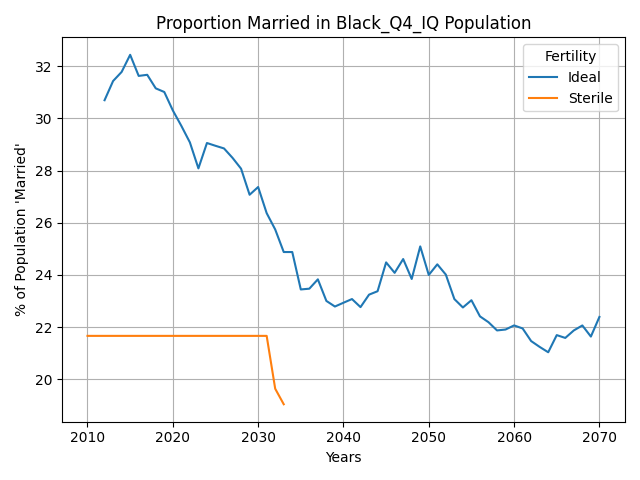 Proportion Married in Black_Q4_IQ Population
% of Population 'Married'
32
30
28
26
24
22
20
Fertility
Ideal
Sterile
2010 2020 2030 2040 2050 2060 2070
Years